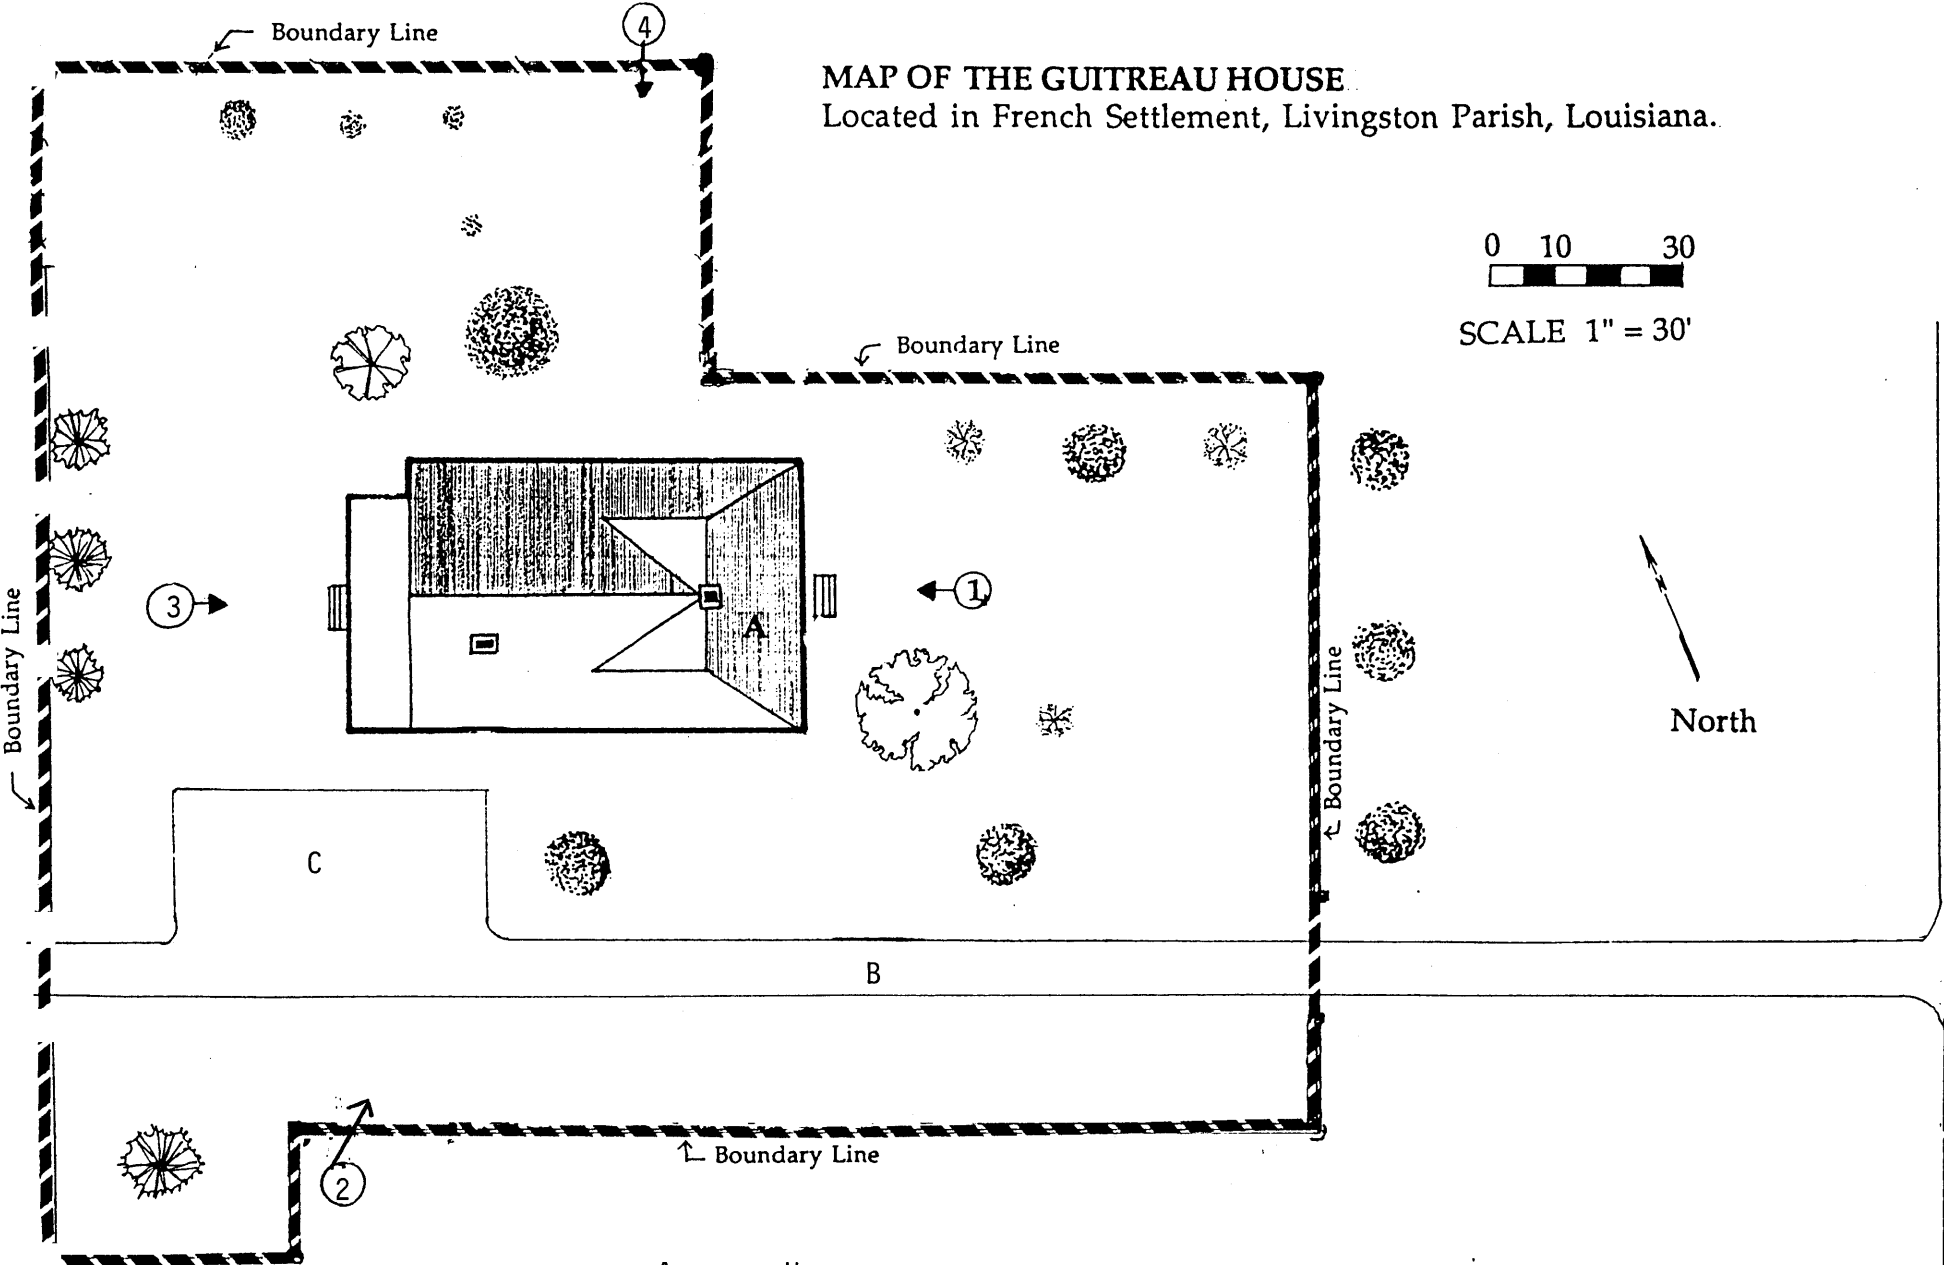 Boundary Line
4
MAP OF THE GUITREAU HOUSE
Located in French Settlement, Livingston Parish, Louisiana.
0 10 30
SCALE 1" = 30'
Boundary Line
North
1
3
A
Boundary Line
Boundary Line
C
B
Boundary Line
2